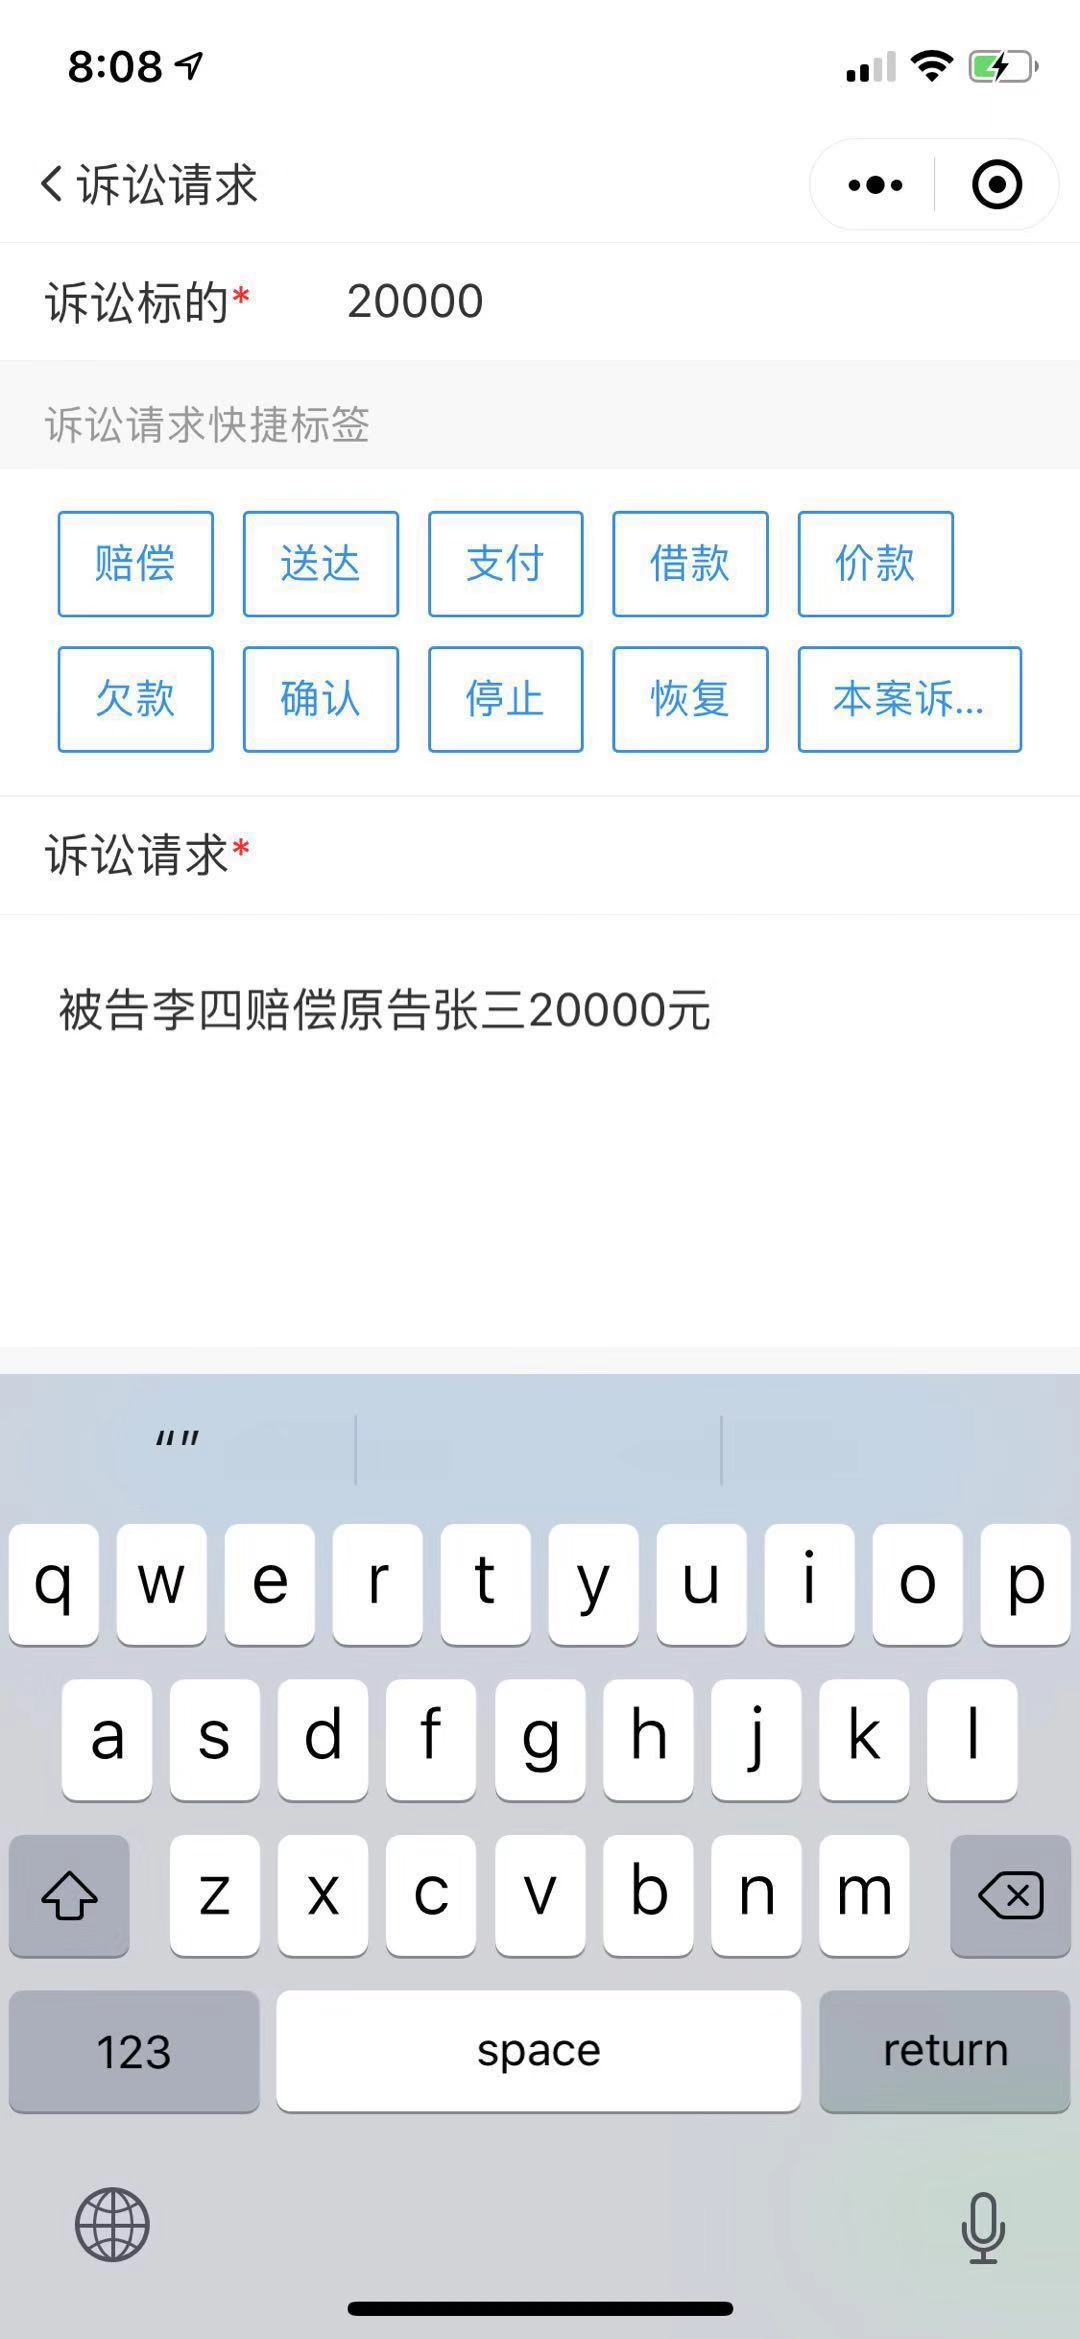 8:08
诉讼请求
诉讼标的* 20000
诉讼请求快捷标签
赔偿 送达 支付 借款 价款
欠款 确认 停止 恢复 本案诉...
诉讼请求*
被告李四赔偿原告张三20000元
“”
q w e r t y u i o p
a s d f g h j k l
z x c v b n m
123 space return